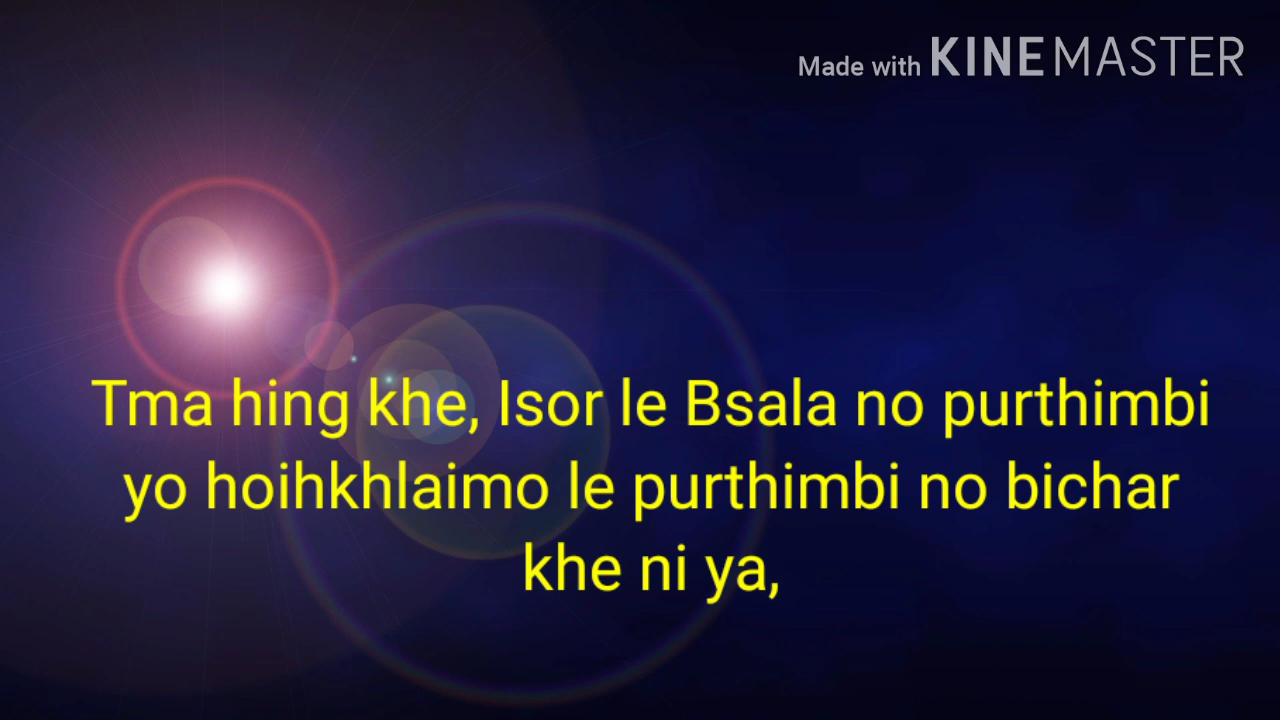 Made with KINEMASTER
Tma hing khe, Isor le Bsala no purthimbi
yo hoihkhlaimo le purthimbi no bichar
khe ni ya,